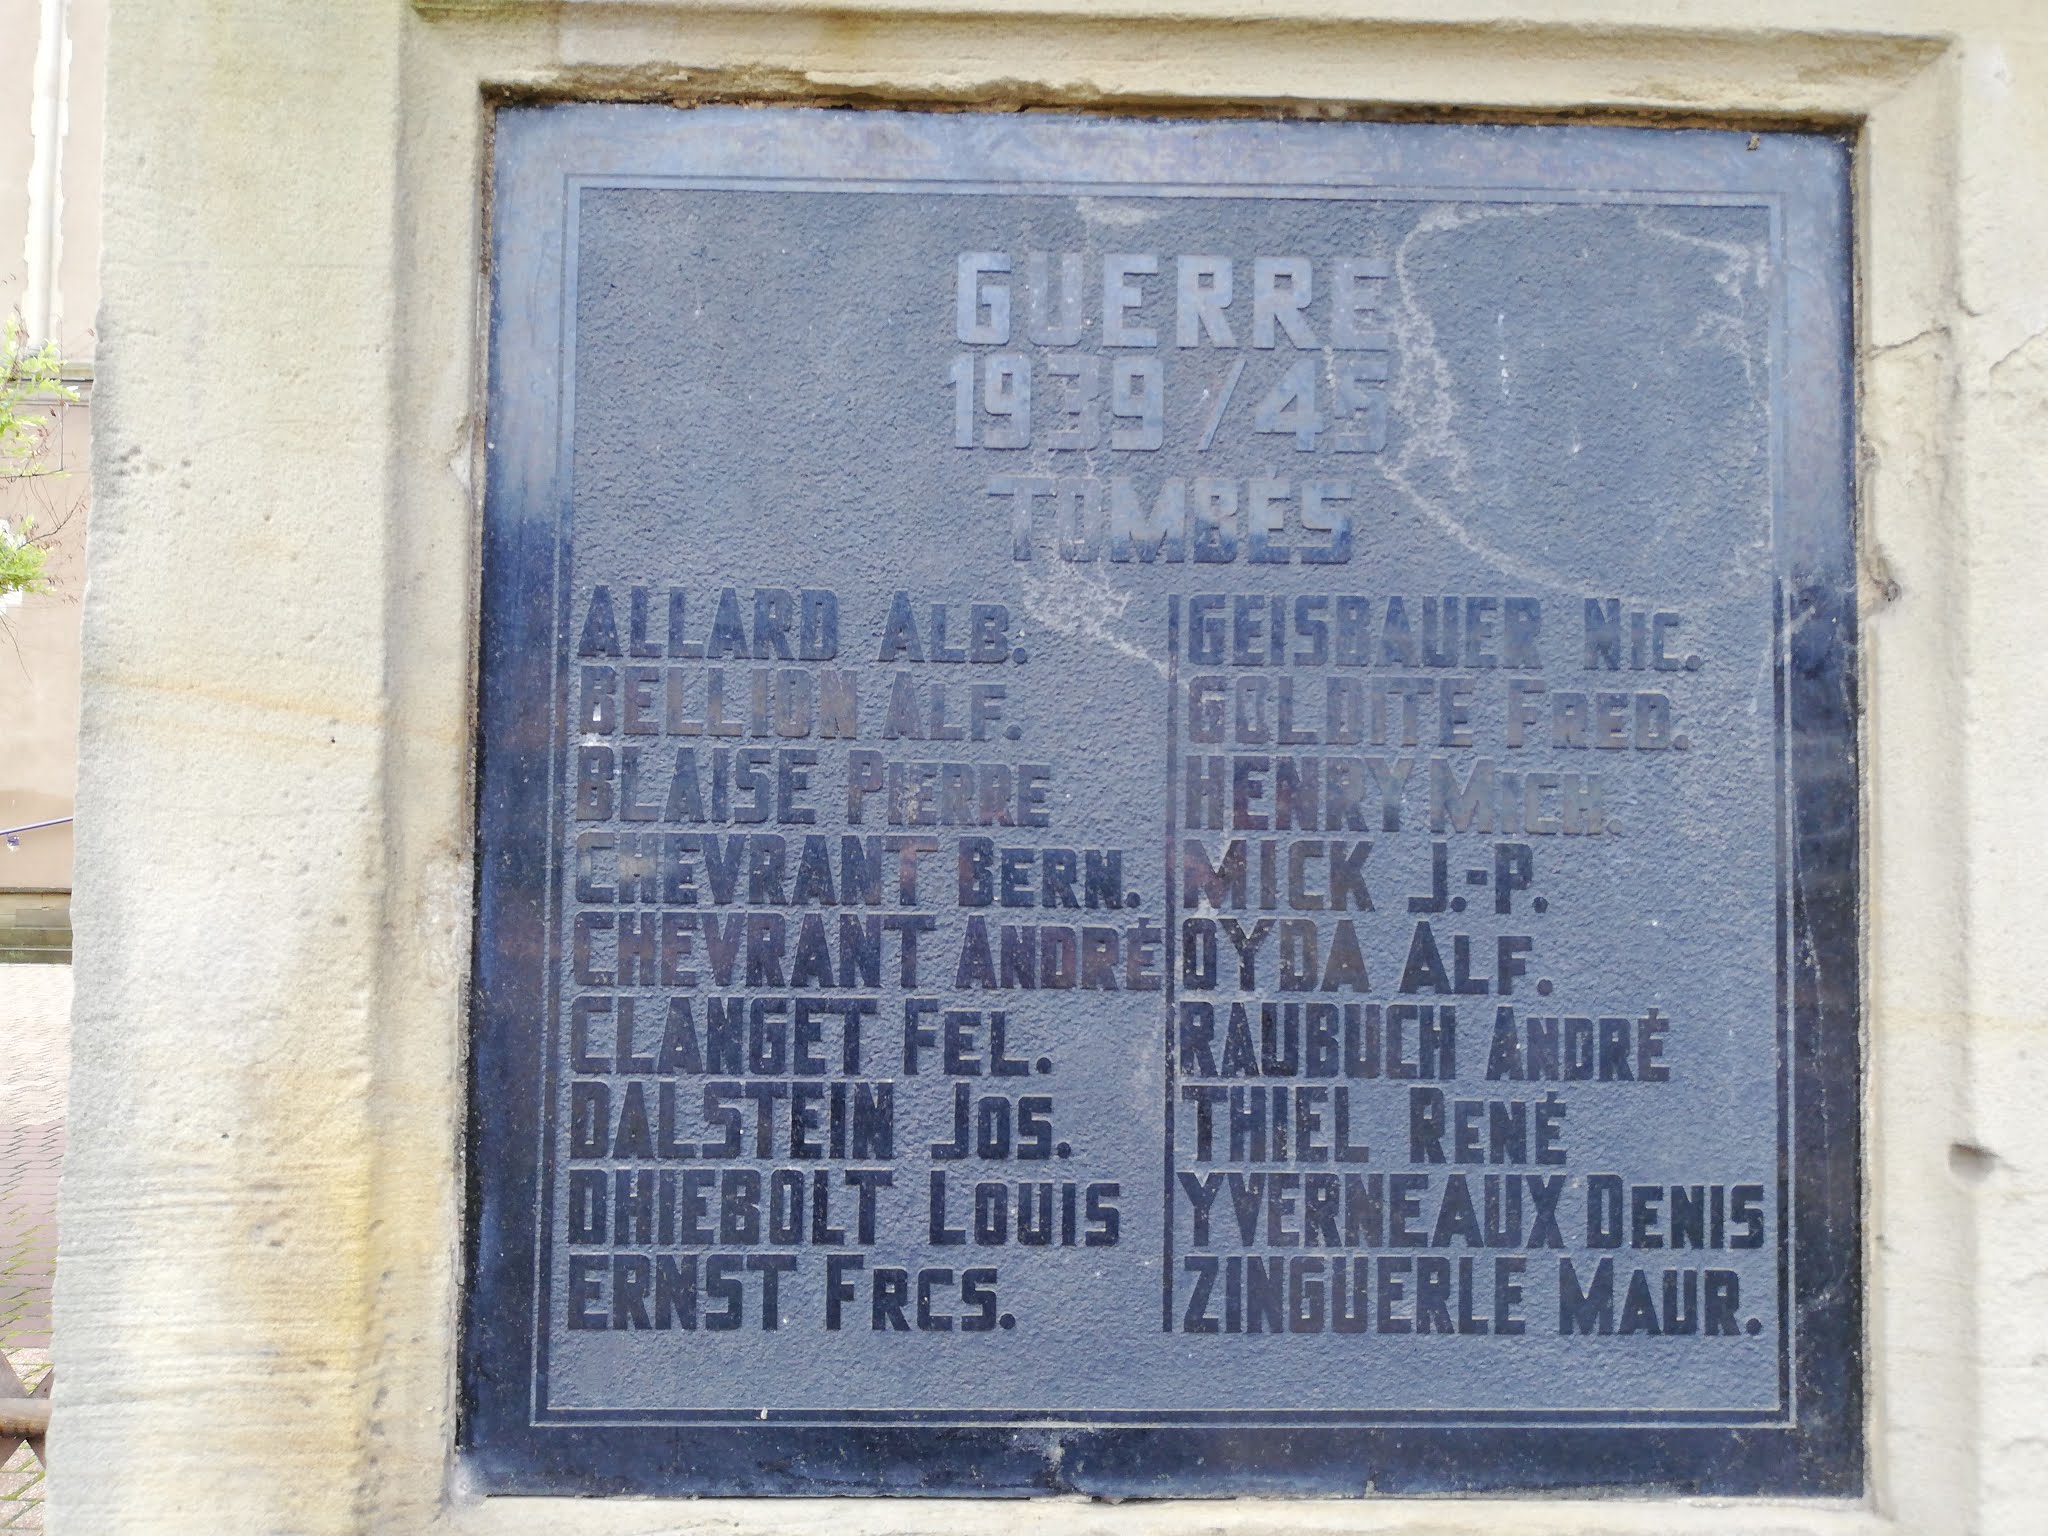 GUERRE
1939/45
TOMBÉS
ALLARD ALB.
BELLION ALF.
BLAISE PIERRE
CHEVRANT BERN.
CHEVRANT ANDRÉ
CLANGET FEL.
DALSTEIN JOS.
DHIEBOLT LOUIS
ERNST FRCS.
GEISBAUER NIC.
GOLDITE FRED.
HENRY MICH.
MICK J.-P.
OYDA ALF.
RAUBUCH ANDRÉ
THIEL RENÉ
YVERNEAUX DENIS
ZINGUERLE MAUR.